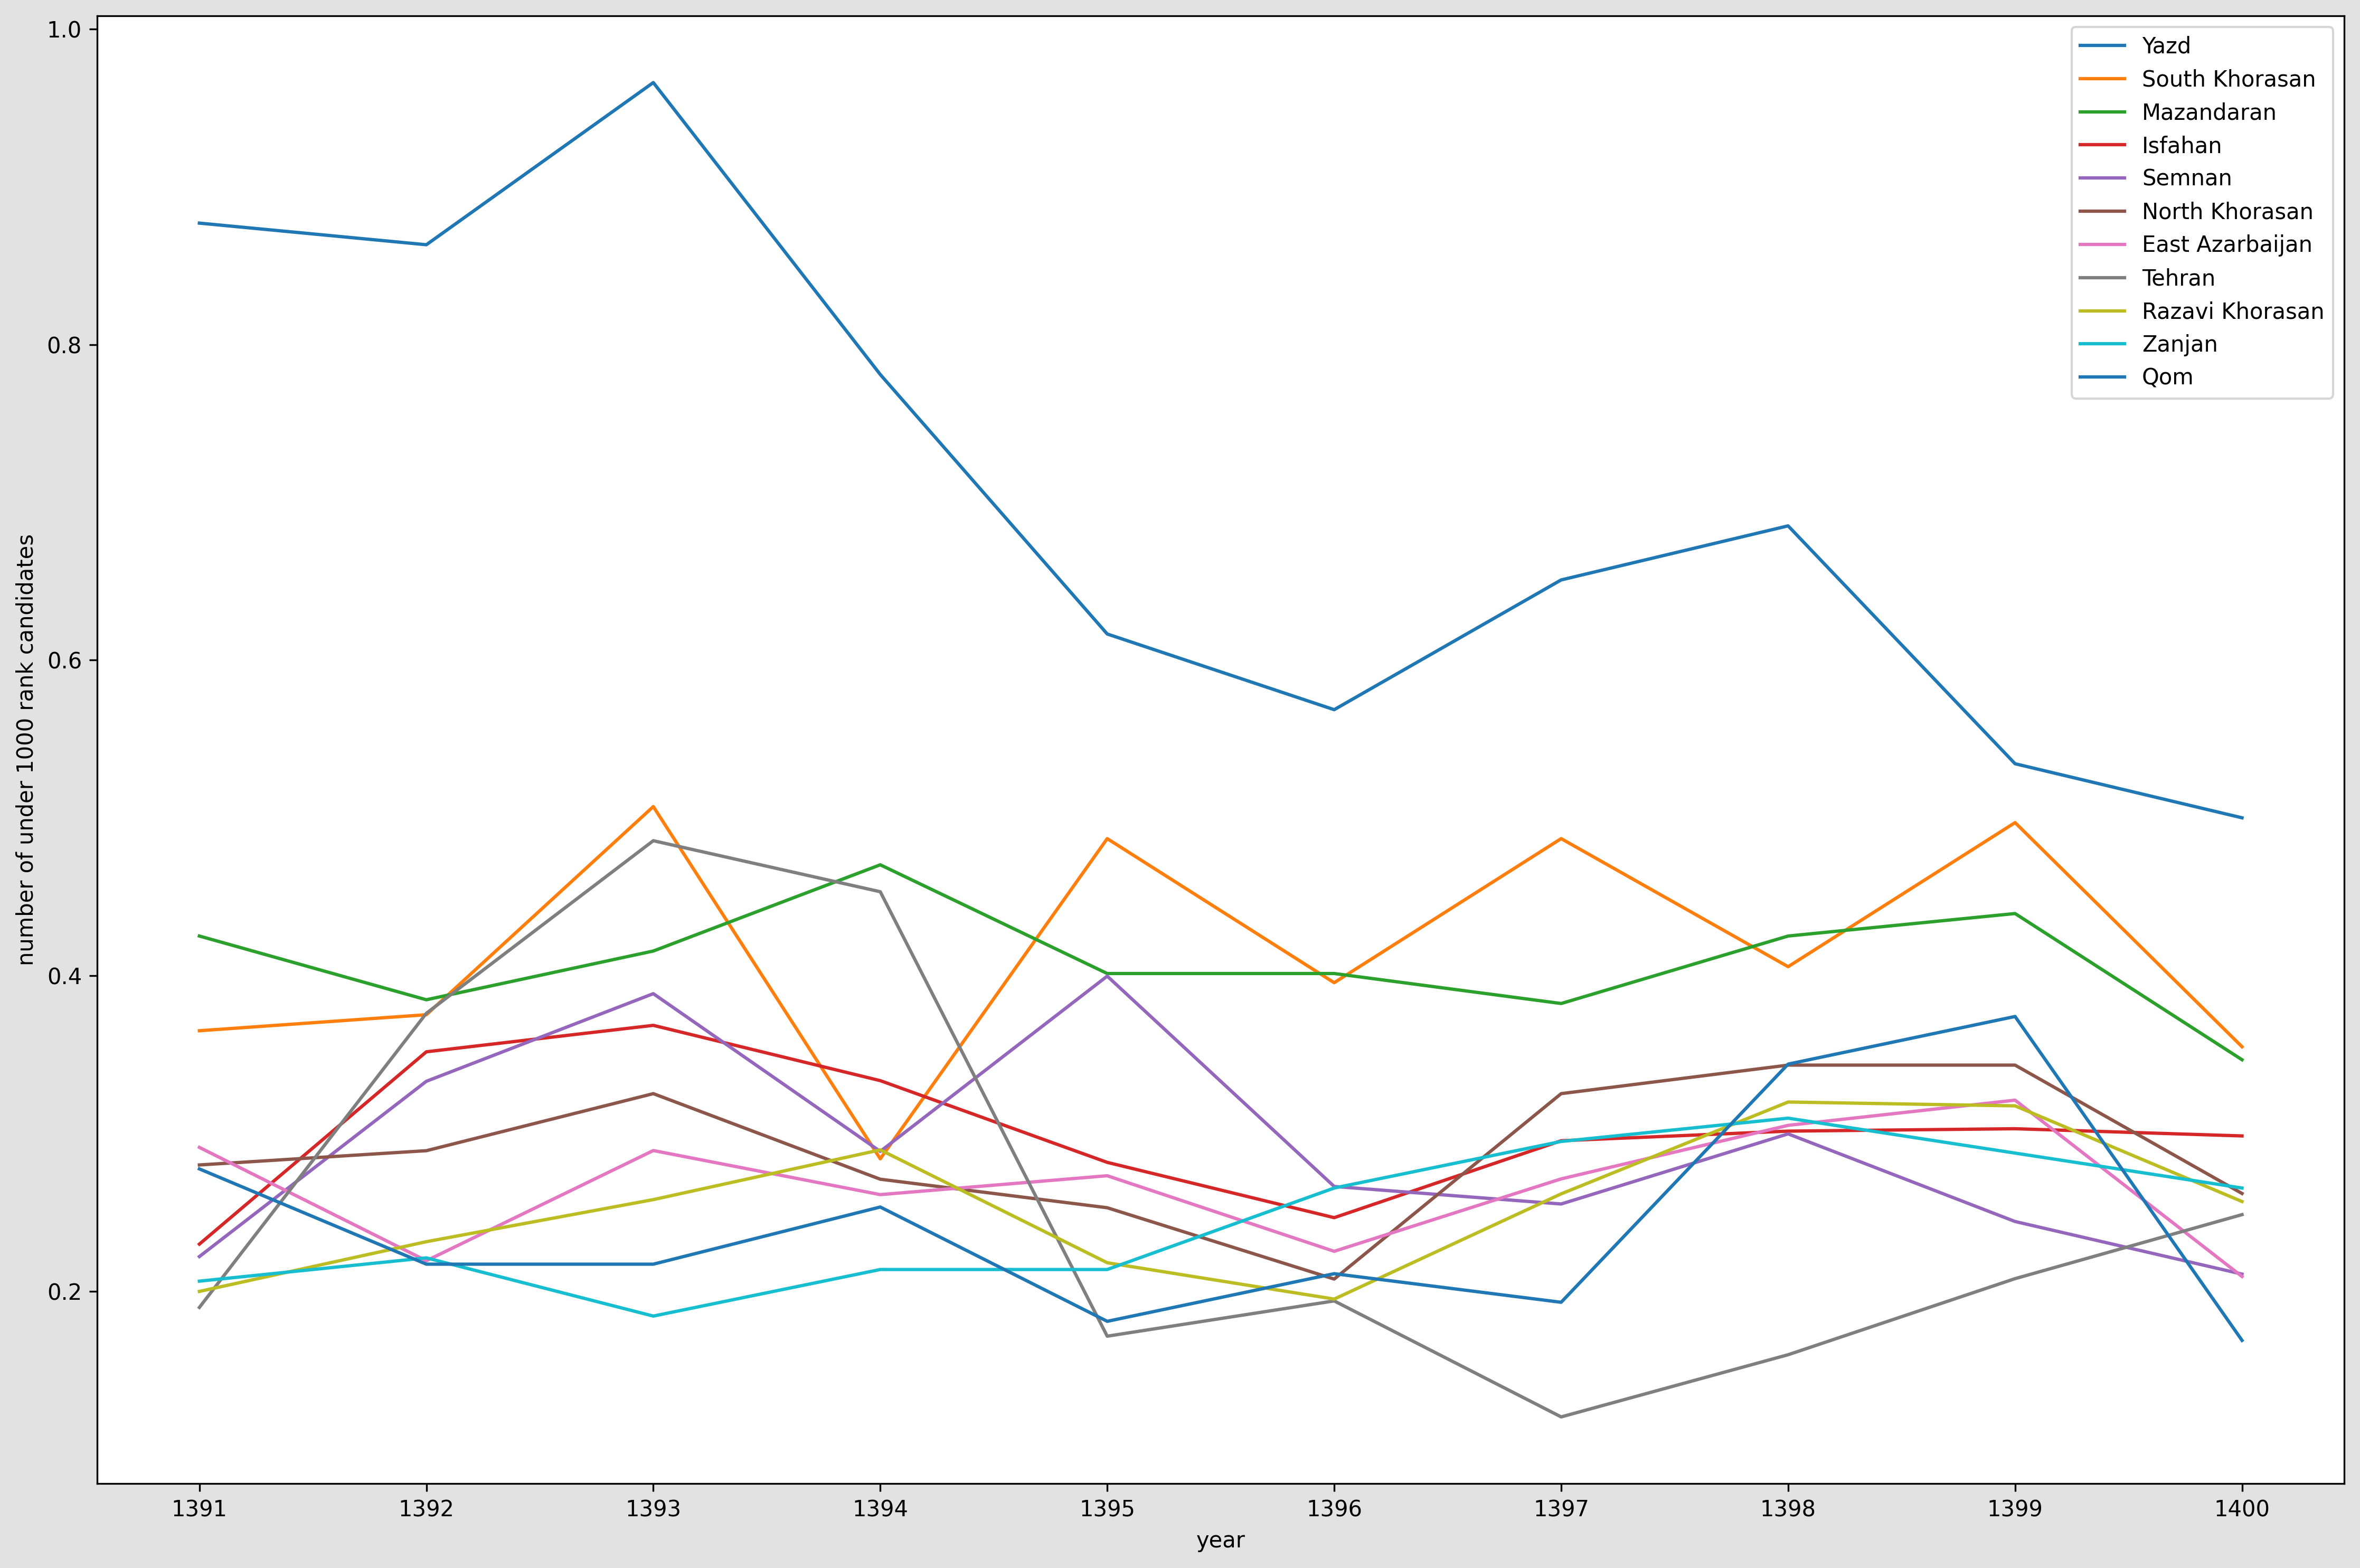 1.0
0.8
0.6
0.4
0.2
number of under 1000 rank candidates
Yazd
South Khorasan
Mazandaran
Isfahan
Semnan
North Khorasan
East Azarbaijan
Tehran
Razavi Khorasan
Zanjan
Qom
1391 1392 1393 1394 1395 1396 1397 1398 1399 1400
year